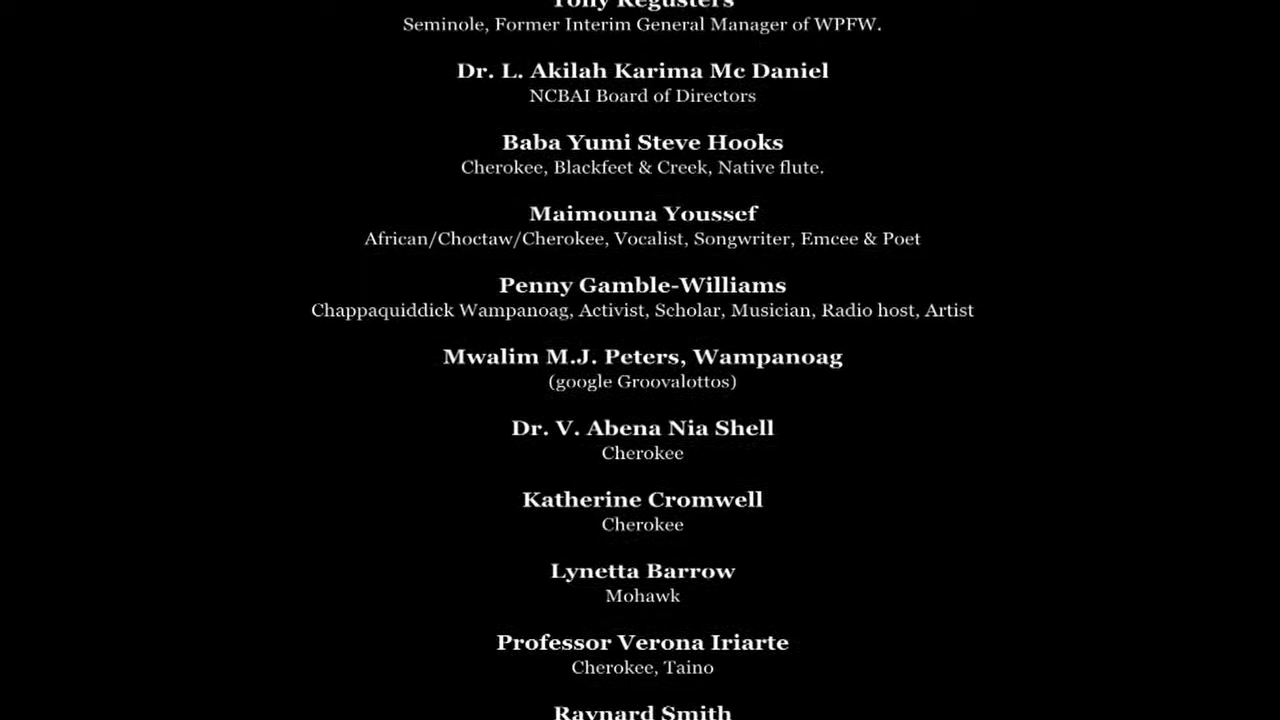 Tony Regusters
Seminole, Former Interim General Manager of WPFW.
Dr. L. Akilah Karima Mc Daniel
NCBAI Board of Directors
Baba Yumi Steve Hooks
Cherokee, Blackfeet & Creek, Native flute.
Maimouna Youssef
African/Choctaw/Cherokee, Vocalist, Songwriter, Emcee & Poet
Penny Gamble-Williams
Chappaquiddick Wampanoag, Activist, Scholar, Musician, Radio host, Artist
Mwalim M.J. Peters, Wampanoag
(google Groovalottos)
Dr. V. Abena Nia Shell
Cherokee
Katherine Cromwell
Cherokee
Lynetta Barrow
Mohawk
Professor Verona Iriarte
Cherokee, Taino
Raynard Smith